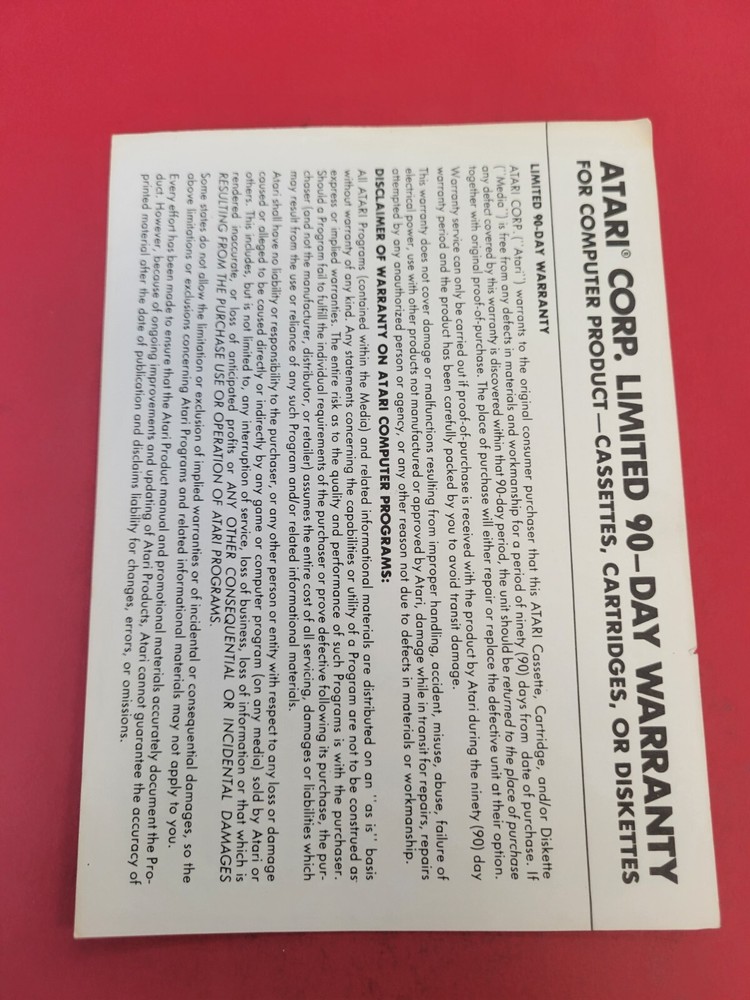 ATARI® CORP. LIMITED 90-DAY WARRANTY
FOR COMPUTER PRODUCT—CASSETTES, CARTRIDGES, OR DISKETTES
LIMITED 90-DAY WARRANTY
ATARI CORP. ("Atari") warrants to the original consumer purchaser that this ATARI Cassette, Cartridge, and/or Diskette
("Media") is free from any defects in materials and workmanship for a period of ninety (90) days from date of purchase. If
any defect covered by this warranty is discovered within that 90-day period, the unit should be returned to the place of purchase
together with original proof-of-purchase. The place of purchase will either repair or replace the defective unit at their option.
Warranty service can only be carried out if proof-of-purchase is received with the product by Atari during the ninety (90) day
warranty period and the product has been carefully packed by you to avoid transit damage.
This warranty does not cover damage or malfunctions resulting from improper handling, accident, misuse, abuse, failure of
electrical power, use with other products not manufactured or approved by Atari, damage while in transit for repairs, repairs
attempted by any unauthorized person or agency, or any other reason not due to defects in materials or workmanship.
DISCLAIMER OF WARRANTY ON ATARI COMPUTER PROGRAMS:
All ATARI Programs (contained within the Media) and related informational materials are distributed on an "as is" basis
without warranty of any kind. Any statements concerning the capabilities or utility of a Program are not to be construed as
express or implied warranties. The entire risk as to the quality and performance of such Programs is with the purchaser.
Should a Program fail to fulfill the individual requirements of the purchaser or prove defective following its purchase, the pur-
chaser (and not the manufacturer, distributor, or retailer) assumes the entire cost of all servicing, damages or liabilities which
may result from the use or reliance of any such Program and/or related informational materials.
Atari shall have no liability or responsibility to the purchaser, or any other person or entity with respect to any loss or damage
caused or alleged to be caused directly or indirectly by any game or computer program (on any media) sold by Atari or
others. This includes, but is not limited to, any interruption of service, loss of business, loss of information or that which is
rendered inaccurate, or loss of anticipated profits or ANY OTHER CONSEQUENTIAL OR INCIDENTAL DAMAGES
RESULTING FROM THE PURCHASE USE OR OPERATION OF ATARI PROGRAMS.
Some states do not allow the limitation or exclusion of implied warranties or of incidental or consequential damages, so the
above limitations or exclusions concerning Atari Programs and related informational materials may not apply to you.
Every effort has been made to ensure that the Atari Product manual and promotional materials accurately document the Pro-
duct. However, because of ongoing improvements and updating of Atari Products, Atari cannot guarantee the accuracy of
printed material after the date of publication and disclaims liability for changes, errors, or omissions.